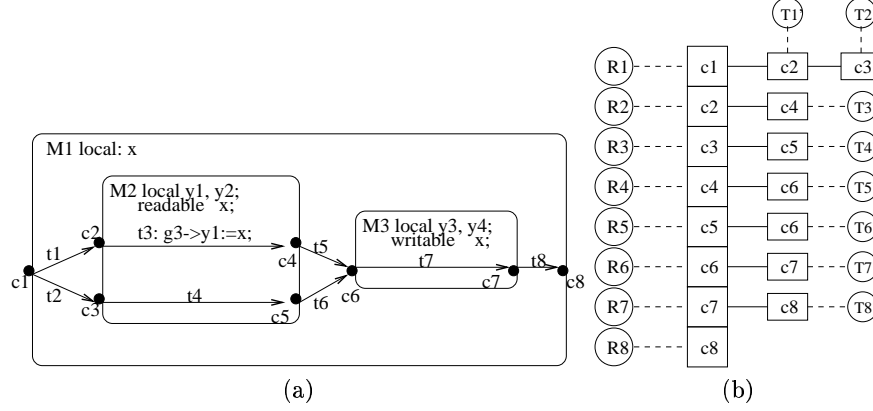 M1 local: x
M2 local y1, y2;
readable x;
t3: g3->y1:=x;
M3 local y3, y4;
writable x;
c1
t1
t2
c2
c3
t4
c4
c5
t5
t6
c6
t7
c7
t8
c8
(a)
T1' T2
R1 c1 c2 c3
R2 c2 c4 T3
R3 c3 c5 T4
R4 c4 c6 T5
R5 c5 c6 T6
R6 c6 c7 T7
R7 c7 c8 T8
R8 c8
(b)